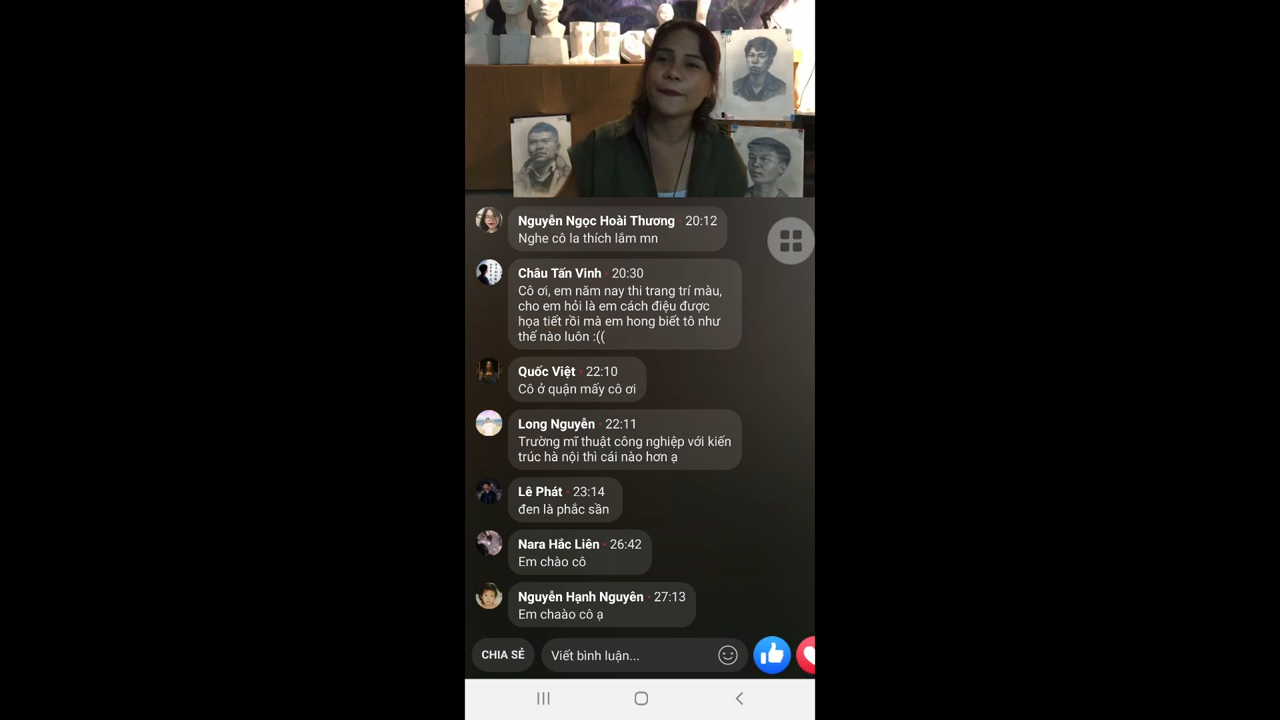 Nguyễn Ngọc Hoài Thương · 20:12
Nghe cô la thích lắm mn
Châu Tấn Vinh · 20:30
Cô ơi, em năm nay thi trang trí màu,
cho em hỏi là em cách điệu được
họa tiết rồi mà em hong biết tô như
thế nào luôn :((
Quốc Việt · 22:10
Cô ở quận mấy cô ơi
Long Nguyễn · 22:11
Trường mĩ thuật công nghiệp với kiến
trúc hà nội thì cái nào hơn ạ
Lê Phát · 23:14
đen là phắc sần
Nara Hắc Liên · 26:42
Em chào cô
Nguyễn Hạnh Nguyên · 27:13
Em chaào cô ạ
CHIA SẺ
Viết bình luận...